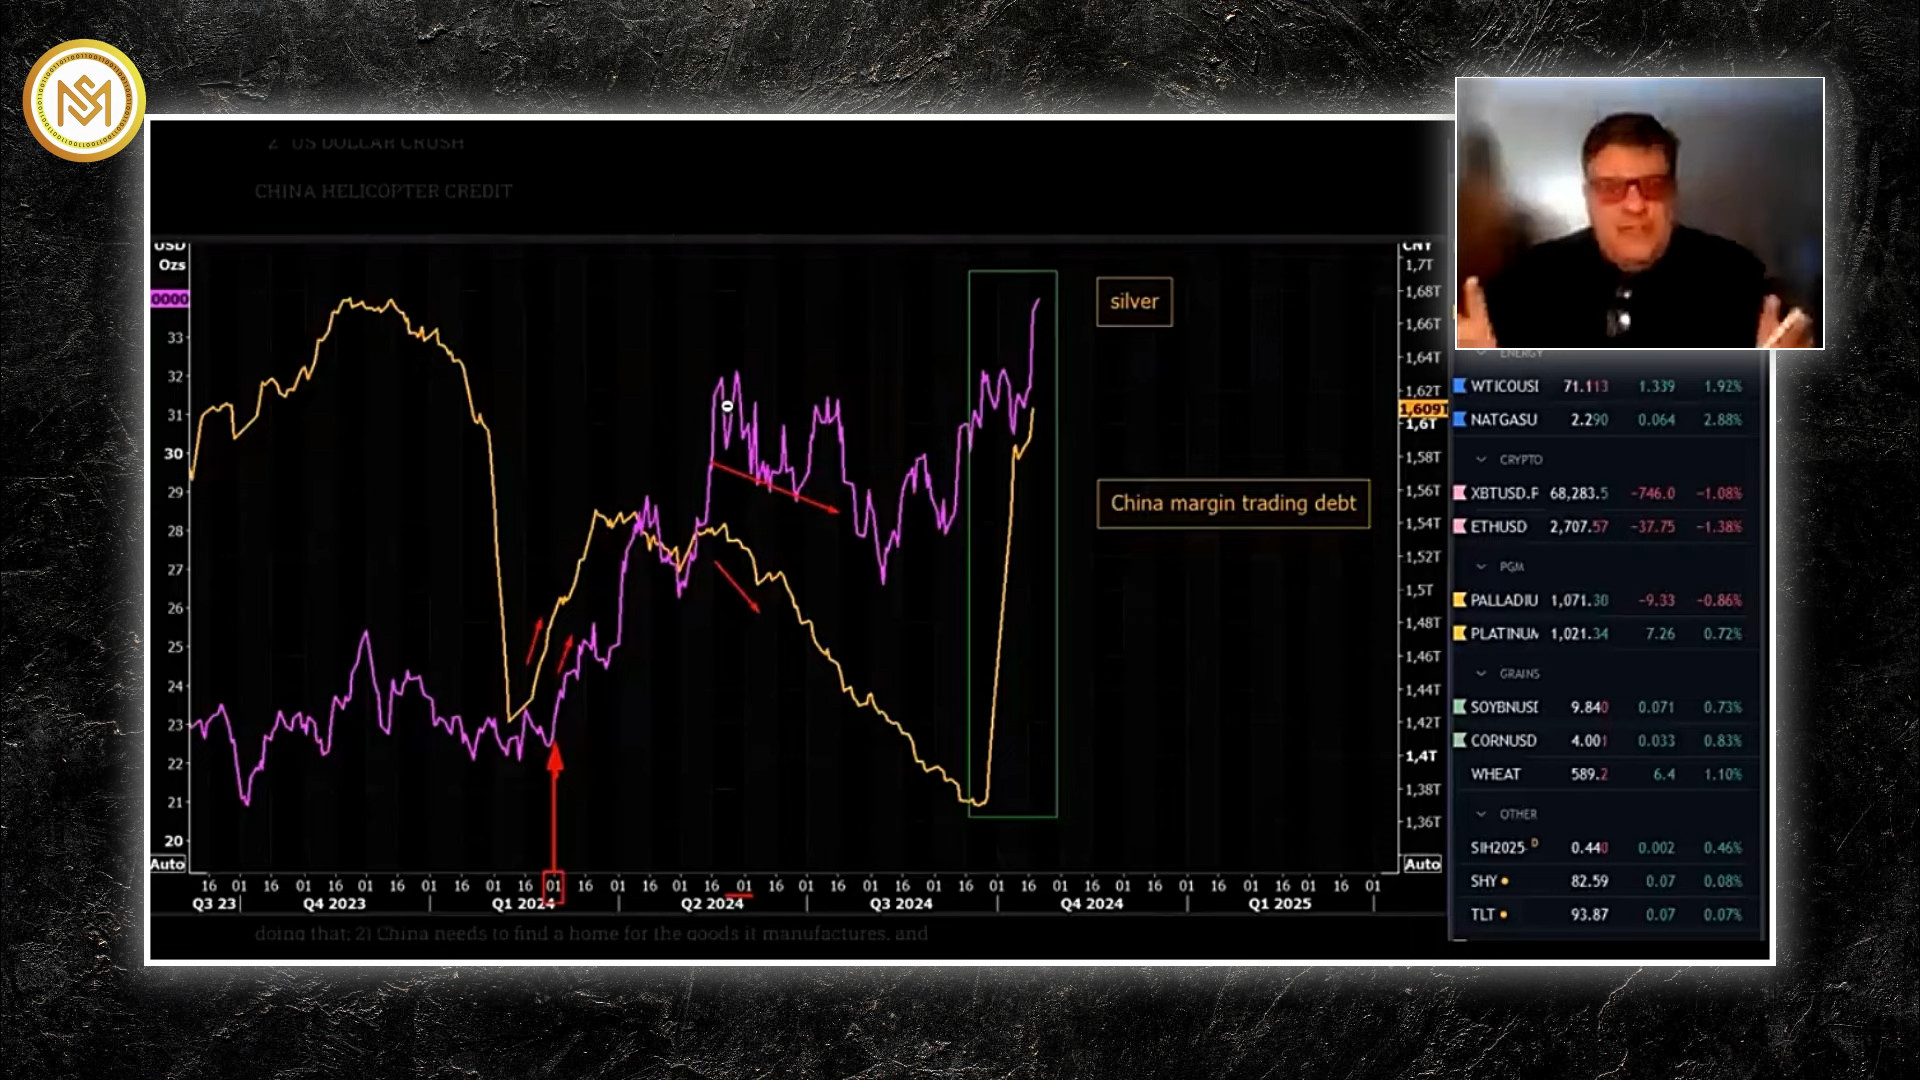 2 US DOLLAR CRUSH
CHINA HELICOPTER CREDIT
USD
Ozs
0000
33
32
31
30
29
28
27
26
25
24
23
22
21
20
Auto
silver
China margin trading debt
CNY
1,7T
1,68T
1,66T
1,64T
1,62T
1,609T
1,6T
1,58T
1,56T
1,54T
1,52T
1,5T
1,48T
1,46T
1,44T
1,42T
1,4T
1,38T
1,36T
Auto
16 01 16 01 16 01 16 01 16 01 16 01 16 01 16 01 16 01 16 01 16 01 16 01 16 01 16 01 16 01 16 01 16 01 16 01 16 01
Q3 23 Q4 2023 Q1 2024 Q2 2024 Q3 2024 Q4 2024 Q1 2025
doing that; 2) China needs to find a home for the goods it manufactures, and
ENERGY
WTICOUSI 71.113 1.339 1.92%
NATGASU 2.290 0.064 2.88%
CRYPTO
XBTUSD.P 68,283.5 -746.0 -1.08%
ETHUSD 2,707.57 -37.75 -1.38%
PGM
PALLADIU 1,071.30 -9.33 -0.86%
PLATINUM 1,021.34 7.26 0.72%
GRAINS
SOYBNUSI 9.840 0.071 0.73%
CORNUSD 4.001 0.033 0.83%
WHEAT 589.2 6.4 1.10%
OTHER
SIH2025 D 0.440 0.002 0.46%
SHY 82.59 0.07 0.08%
TLT 93.87 0.07 0.07%